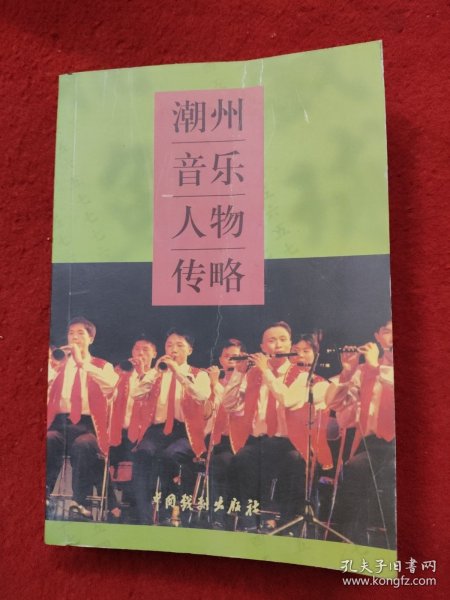 潮州
音乐
人物
传略
中国戏剧出版社
孔夫子旧书网
www.kongfz.com